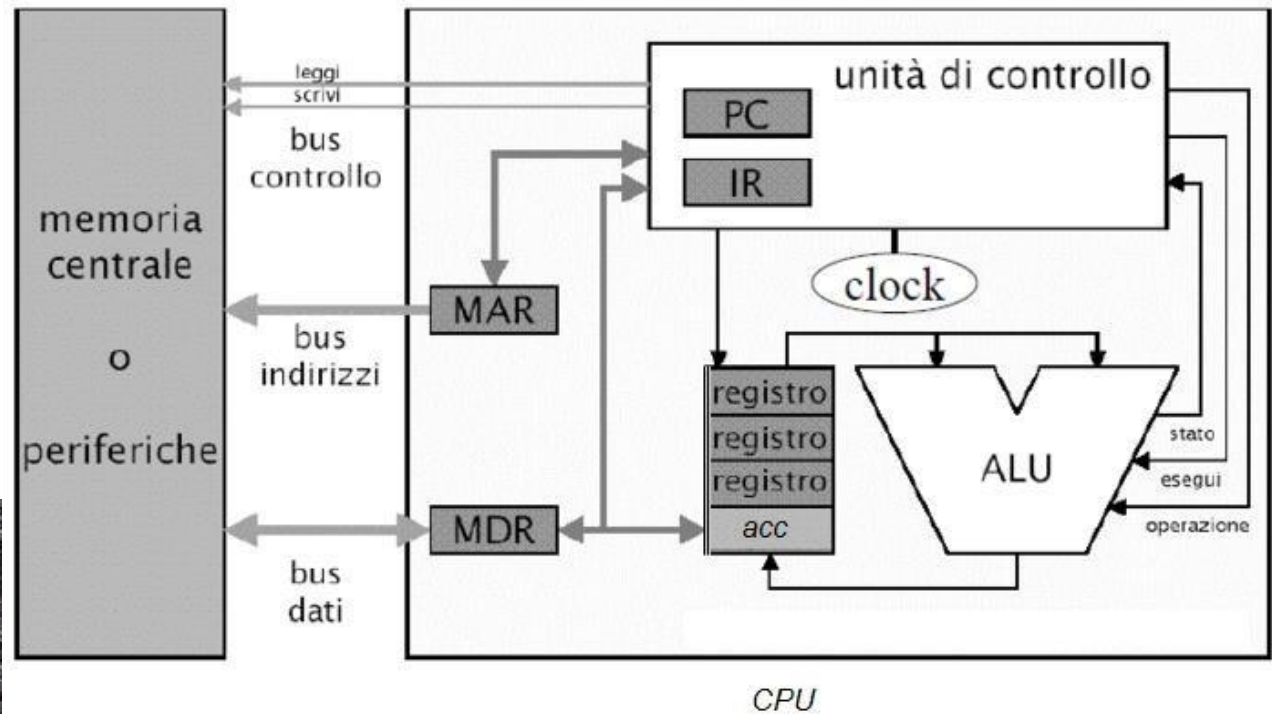 memoria
centrale
o
periferiche
leggi
scrivi
bus
controllo
bus
indirizzi
bus
dati
MAR
MDR
unità di controllo
PC
IR
clock
registro
registro
registro
acc
ALU
stato
esegui
operazione
CPU